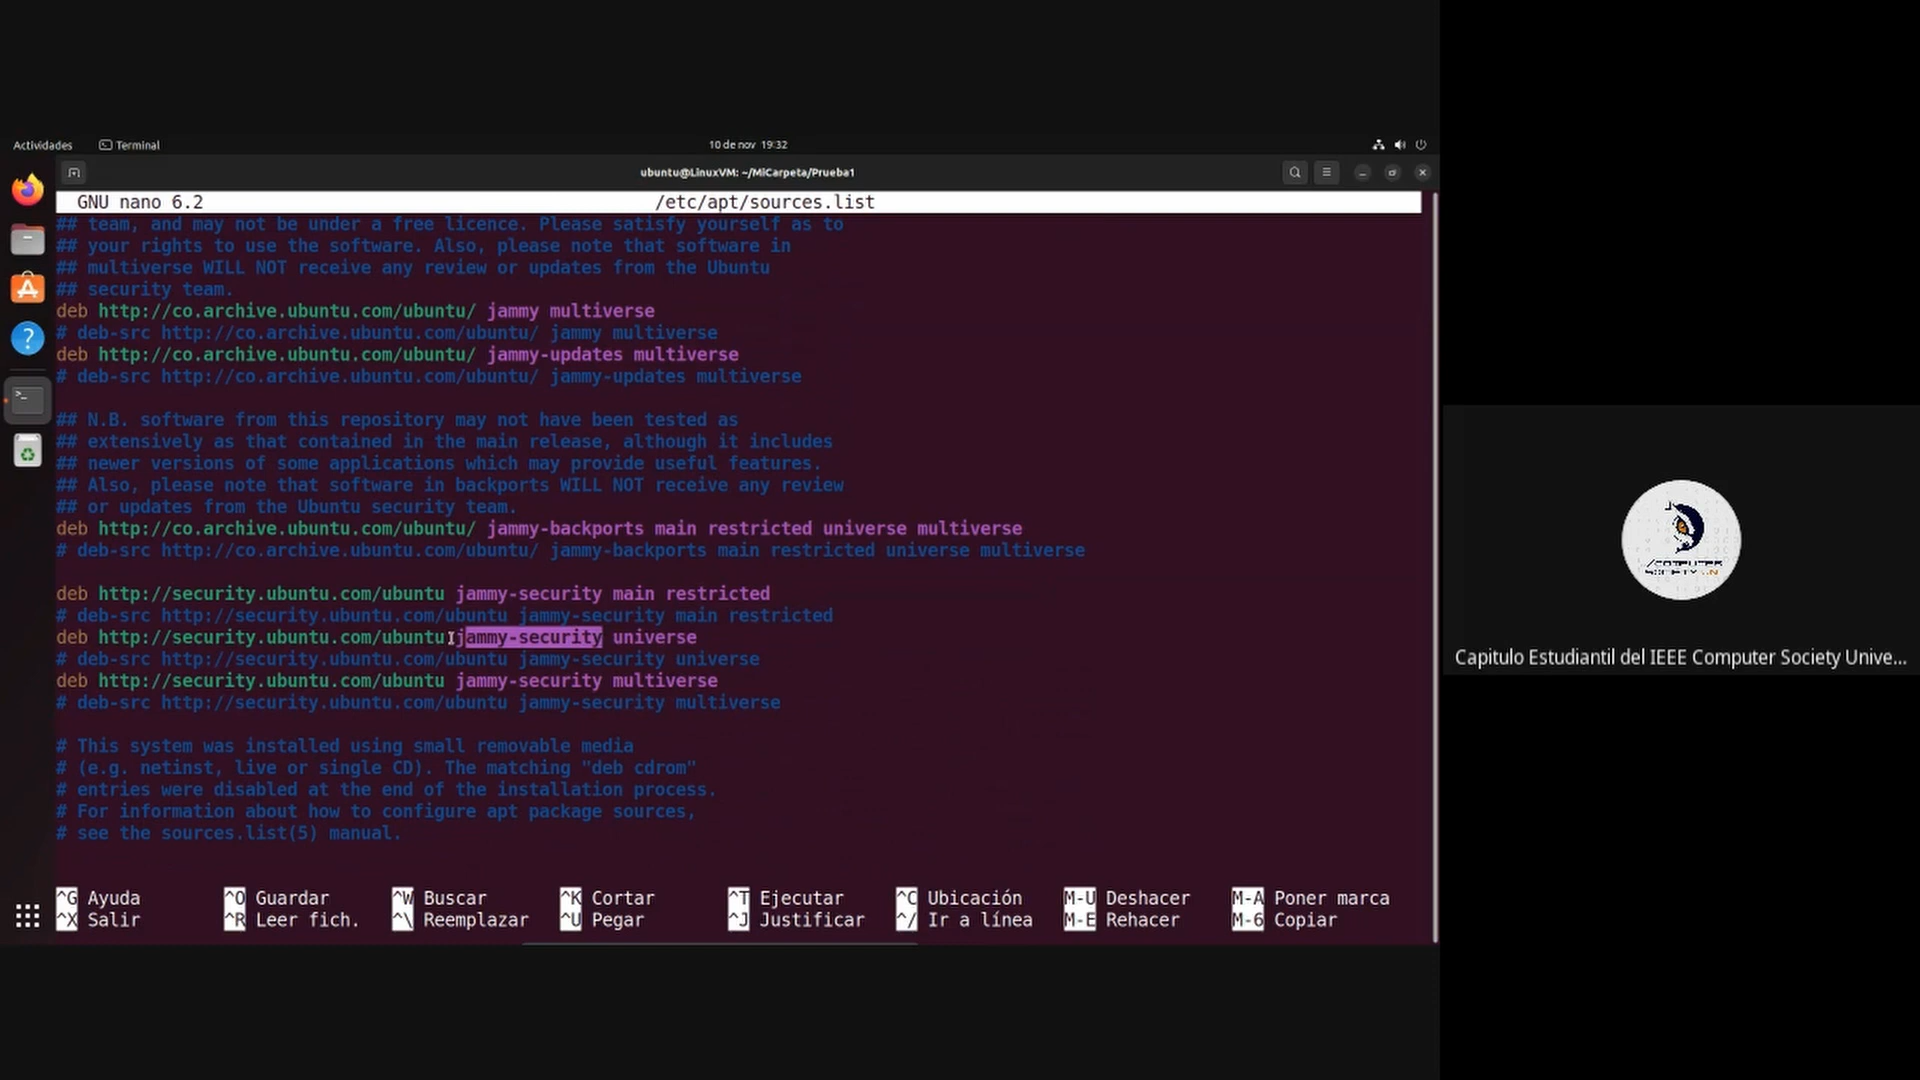 Actividades Terminal 10 de nov 19:32
ubuntu@LinuxVM: ~/MiCarpeta/Prueba1
GNU nano 6.2 /etc/apt/sources.list
## team, and may not be under a free licence. Please satisfy yourself as to
## your rights to use the software. Also, please note that software in
## multiverse WILL NOT receive any review or updates from the Ubuntu
## security team.
deb http://co.archive.ubuntu.com/ubuntu/ jammy multiverse
# deb-src http://co.archive.ubuntu.com/ubuntu/ jammy multiverse
deb http://co.archive.ubuntu.com/ubuntu/ jammy-updates multiverse
# deb-src http://co.archive.ubuntu.com/ubuntu/ jammy-updates multiverse
## N.B. software from this repository may not have been tested as
## extensively as that contained in the main release, although it includes
## newer versions of some applications which may provide useful features.
## Also, please note that software in backports WILL NOT receive any review
## or updates from the Ubuntu security team.
deb http://co.archive.ubuntu.com/ubuntu/ jammy-backports main restricted universe multiverse
# deb-src http://co.archive.ubuntu.com/ubuntu/ jammy-backports main restricted universe multiverse
deb http://security.ubuntu.com/ubuntu jammy-security main restricted
# deb-src http://security.ubuntu.com/ubuntu jammy-security main restricted
deb http://security.ubuntu.com/ubuntu jammy-security universe
# deb-src http://security.ubuntu.com/ubuntu jammy-security universe
deb http://security.ubuntu.com/ubuntu jammy-security multiverse
# deb-src http://security.ubuntu.com/ubuntu jammy-security multiverse
# This system was installed using small removable media
# (e.g. netinst, live or single CD). The matching "deb cdrom"
# entries were disabled at the end of the installation process.
# For information about how to configure apt package sources,
# see the sources.list(5) manual.
^G Ayuda ^O Guardar ^W Buscar ^K Cortar ^T Ejecutar ^C Ubicación M-U Deshacer M-A Poner marca
^X Salir ^R Leer fich. ^\ Reemplazar ^U Pegar ^J Justificar ^/ Ir a línea M-E Rehacer M-6 Copiar
COMPUTER
SOCIETY
Capitulo Estudiantil del IEEE Computer Society Unive...